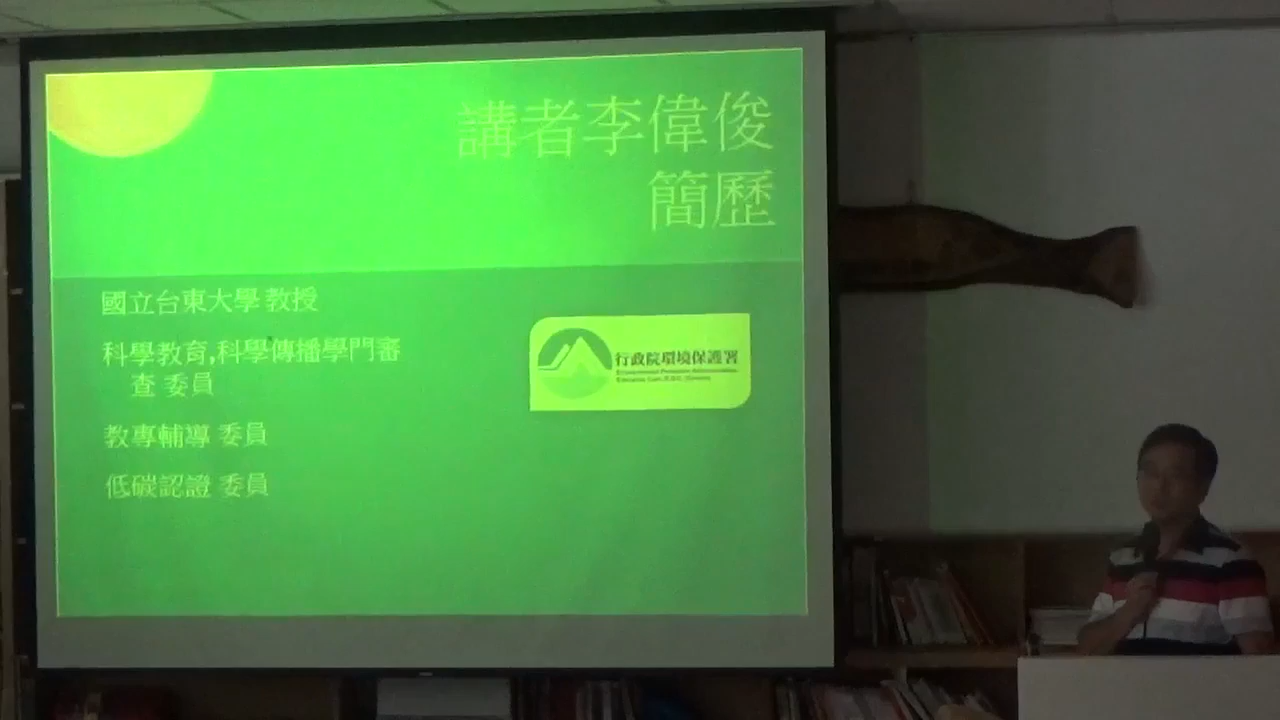 講者李偉俊
簡歷
國立台東大學 教授
科學教育,科學傳播學門審
查 委員
教專輔導 委員
低碳認證 委員
行政院環境保護署